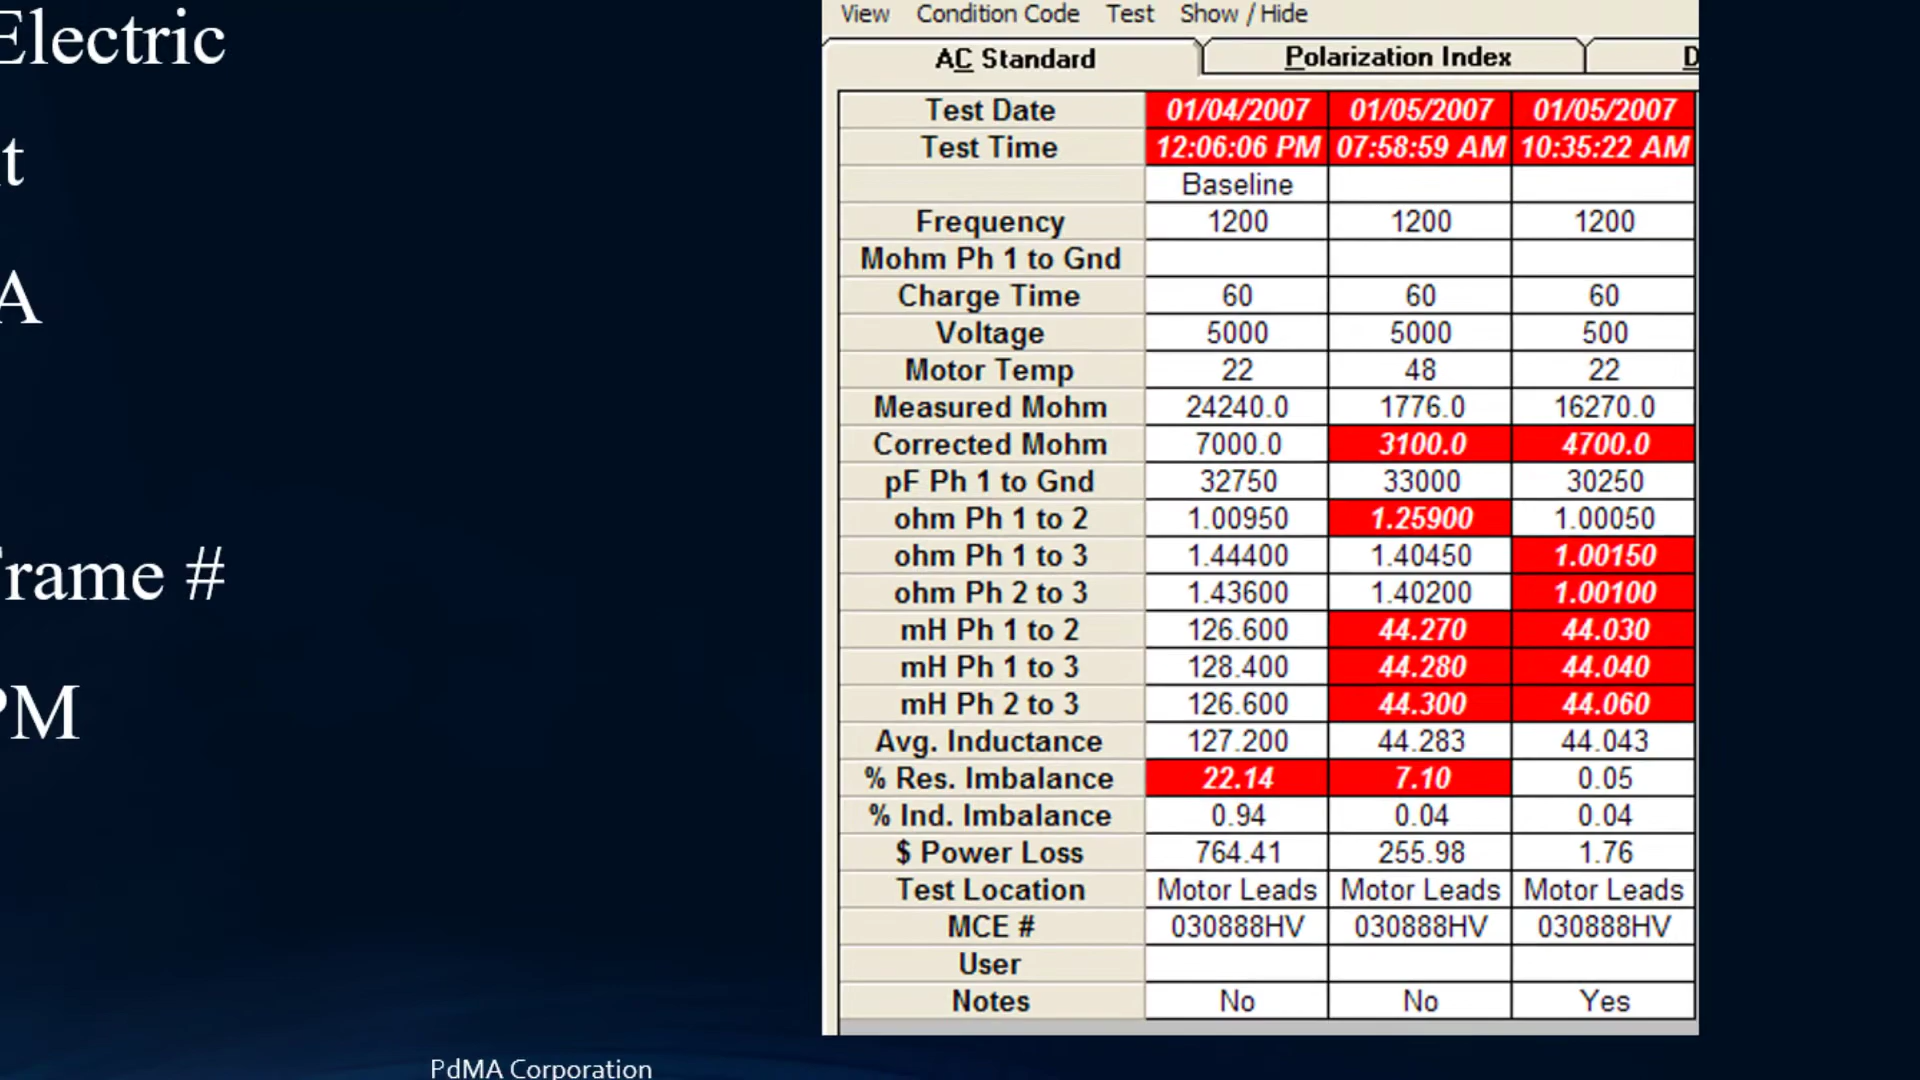 Electric
t
A
rame #
PM
View Condition Code Test Show / Hide
AC Standard Polarization Index D
Test Date 01/04/2007 01/05/2007 01/05/2007
Test Time 12:06:06 PM 07:58:59 AM 10:35:22 AM
Baseline
Frequency 1200 1200 1200
Mohm Ph 1 to Gnd
Charge Time 60 60 60
Voltage 5000 5000 500
Motor Temp 22 48 22
Measured Mohm 24240.0 1776.0 16270.0
Corrected Mohm 7000.0 3100.0 4700.0
pF Ph 1 to Gnd 32750 33000 30250
ohm Ph 1 to 2 1.00950 1.25900 1.00050
ohm Ph 1 to 3 1.44400 1.40450 1.00150
ohm Ph 2 to 3 1.43600 1.40200 1.00100
mH Ph 1 to 2 126.600 44.270 44.030
mH Ph 1 to 3 128.400 44.280 44.040
mH Ph 2 to 3 126.600 44.300 44.060
Avg. Inductance 127.200 44.283 44.043
% Res. Imbalance 22.14 7.10 0.05
% Ind. Imbalance 0.94 0.04 0.04
$ Power Loss 764.41 255.98 1.76
Test Location Motor Leads Motor Leads Motor Leads
MCE # 030888HV 030888HV 030888HV
User
Notes No No Yes
PdMA Corporation